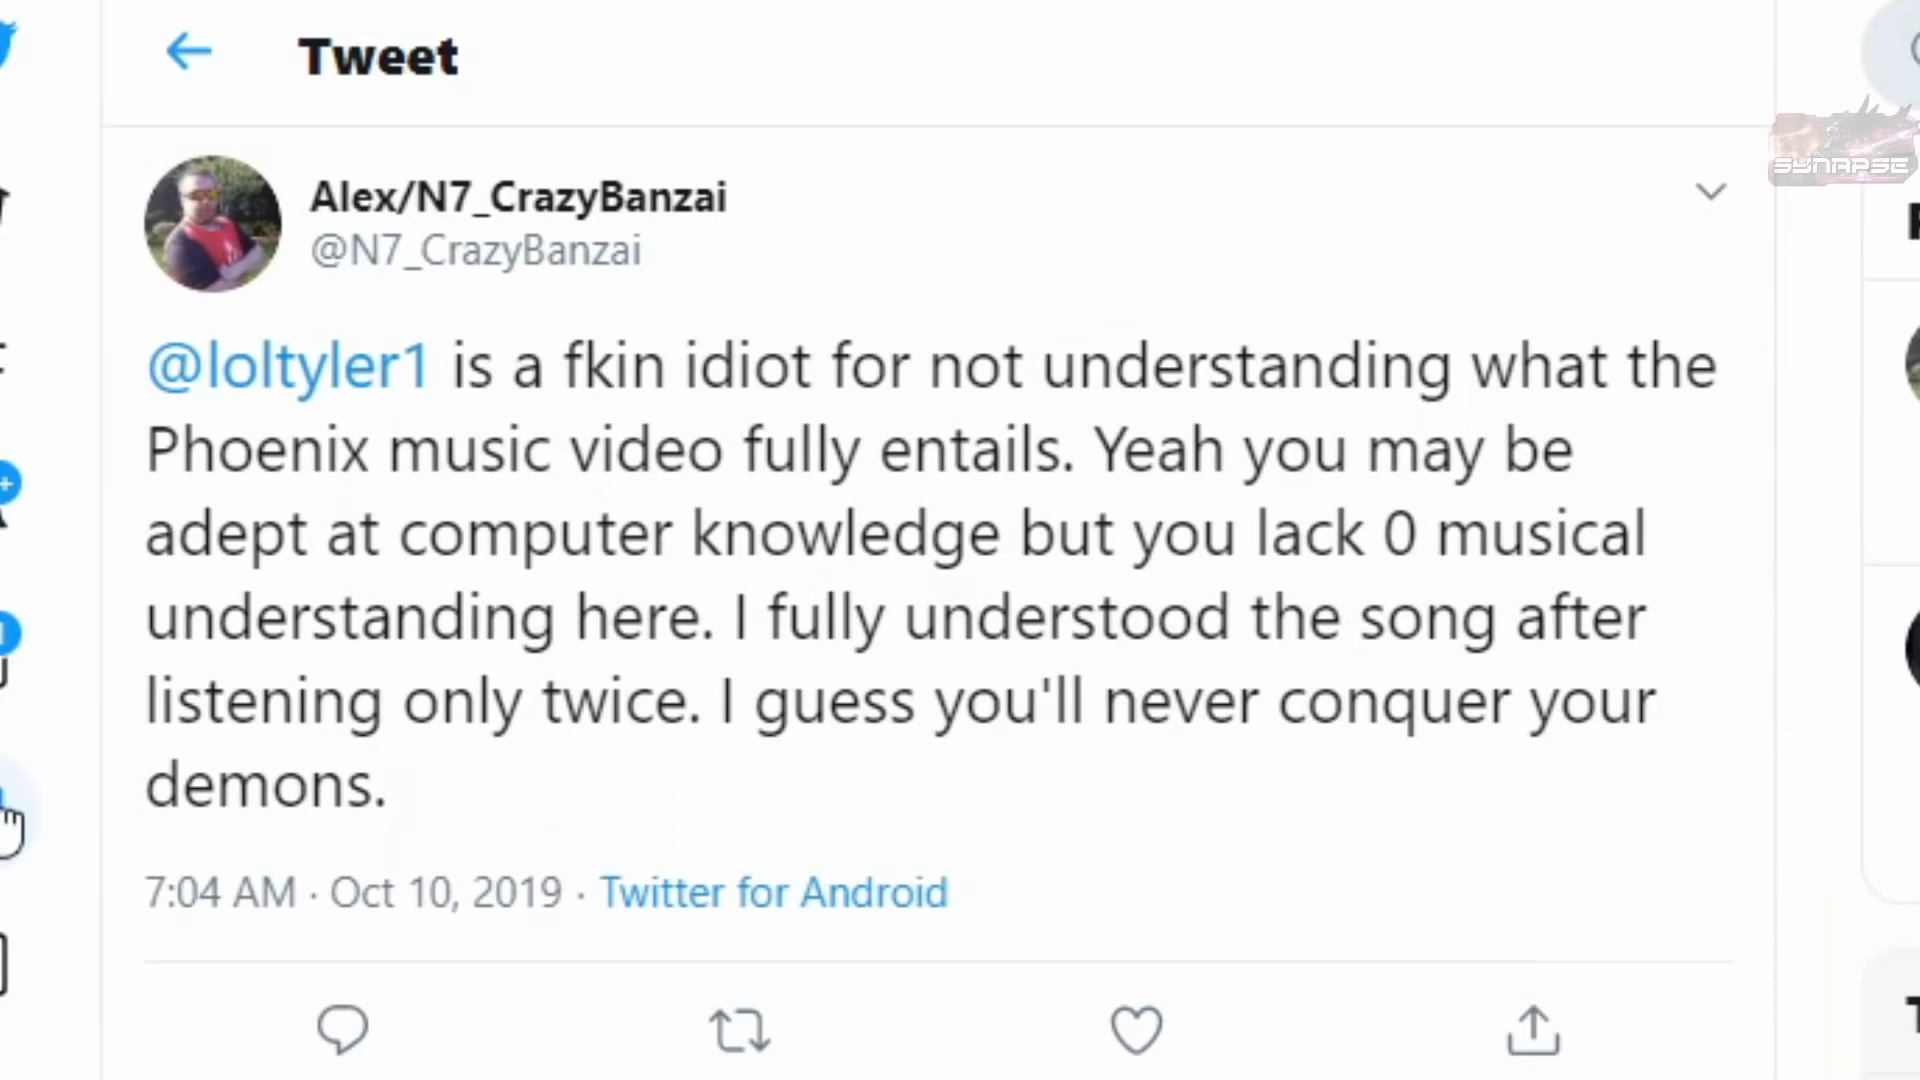 Tweet
SYNAPSE
Alex/N7_CrazyBanzai
@N7_CrazyBanzai
@loltyler1 is a fkin idiot for not understanding what the
Phoenix music video fully entails. Yeah you may be
adept at computer knowledge but you lack 0 musical
understanding here. I fully understood the song after
listening only twice. I guess you'll never conquer your
demons.
7:04 AM · Oct 10, 2019 · Twitter for Android